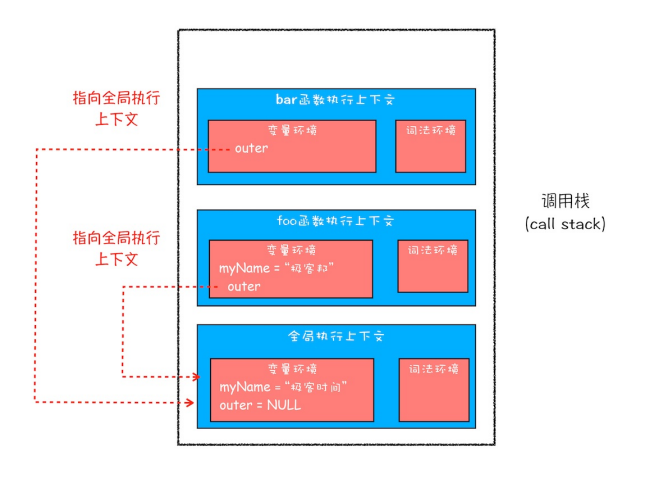 bar函数执行上下文
指向全局执行
上下文
变量环境
词法环境
outer
调用栈
(call stack)
foo函数执行上下文
指向全局执行
上下文
变量环境
词法环境
myName = “极客邦”
outer
全局执行上下文
变量环境
词法环境
myName = “极客时间”
outer = NULL